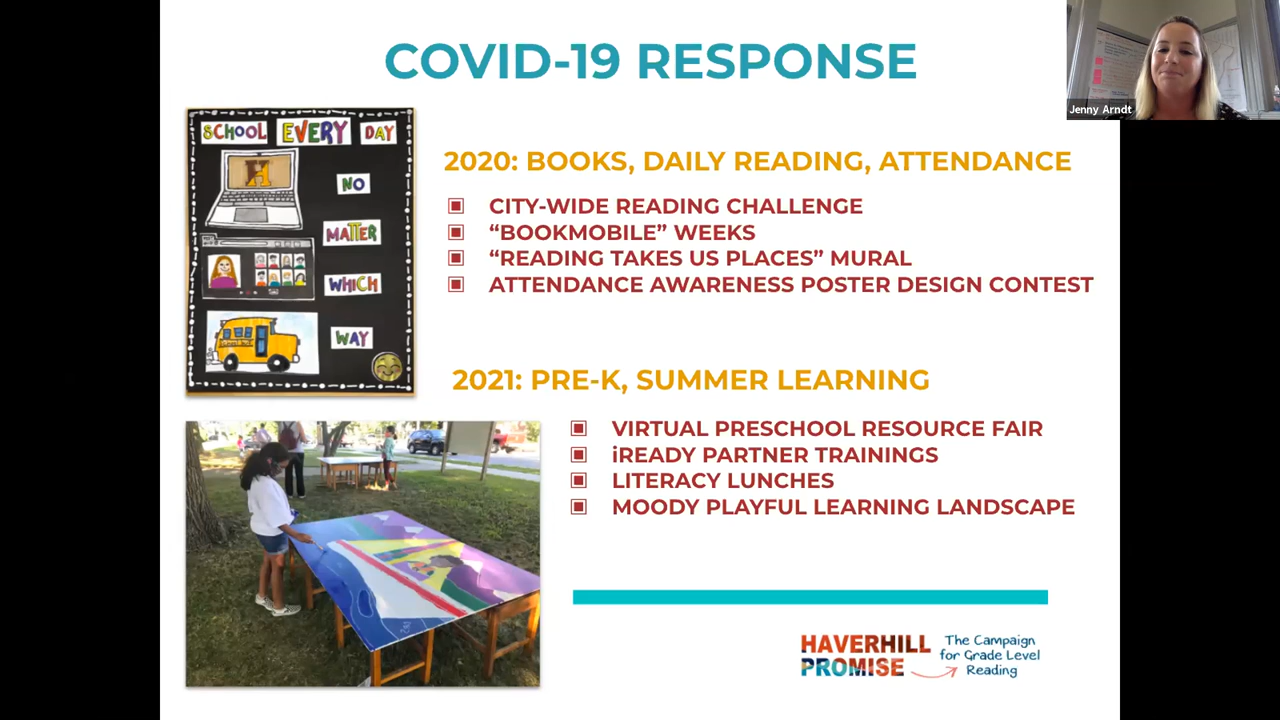 COVID-19 RESPONSE
Jenny Arndt
SCHOOL EVERY DAY
NO
MATTER
WHICH
WAY
2020: BOOKS, DAILY READING, ATTENDANCE
CITY-WIDE READING CHALLENGE
“BOOKMOBILE” WEEKS
“READING TAKES US PLACES” MURAL
ATTENDANCE AWARENESS POSTER DESIGN CONTEST
2021: PRE-K, SUMMER LEARNING
VIRTUAL PRESCHOOL RESOURCE FAIR
iREADY PARTNER TRAININGS
LITERACY LUNCHES
MOODY PLAYFUL LEARNING LANDSCAPE
HAVERHILL
PROMISE
The Campaign
for Grade Level
Reading